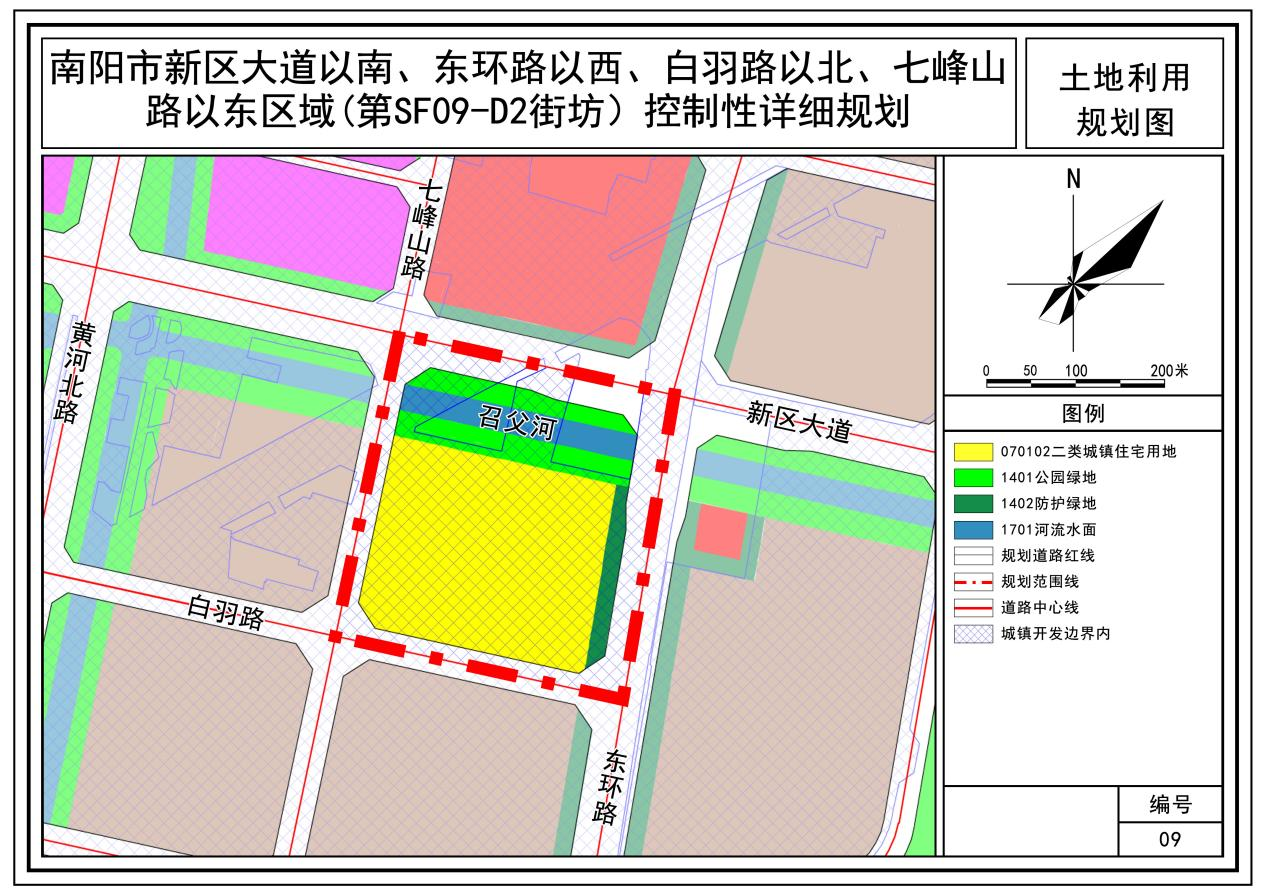 南阳市新区大道以南、东环路以西、白羽路以北、七峰山
路以东区域(第SF09-D2街坊）控制性详细规划
土地利用
规划图
七峰山路
黄河北路
召父河
新区大道
白羽路
东环路
N
0 50 100 200米
图例
070102二类城镇住宅用地
1401公园绿地
1402防护绿地
1701河流水面
规划道路红线
规划范围线
道路中心线
城镇开发边界内
编号
09